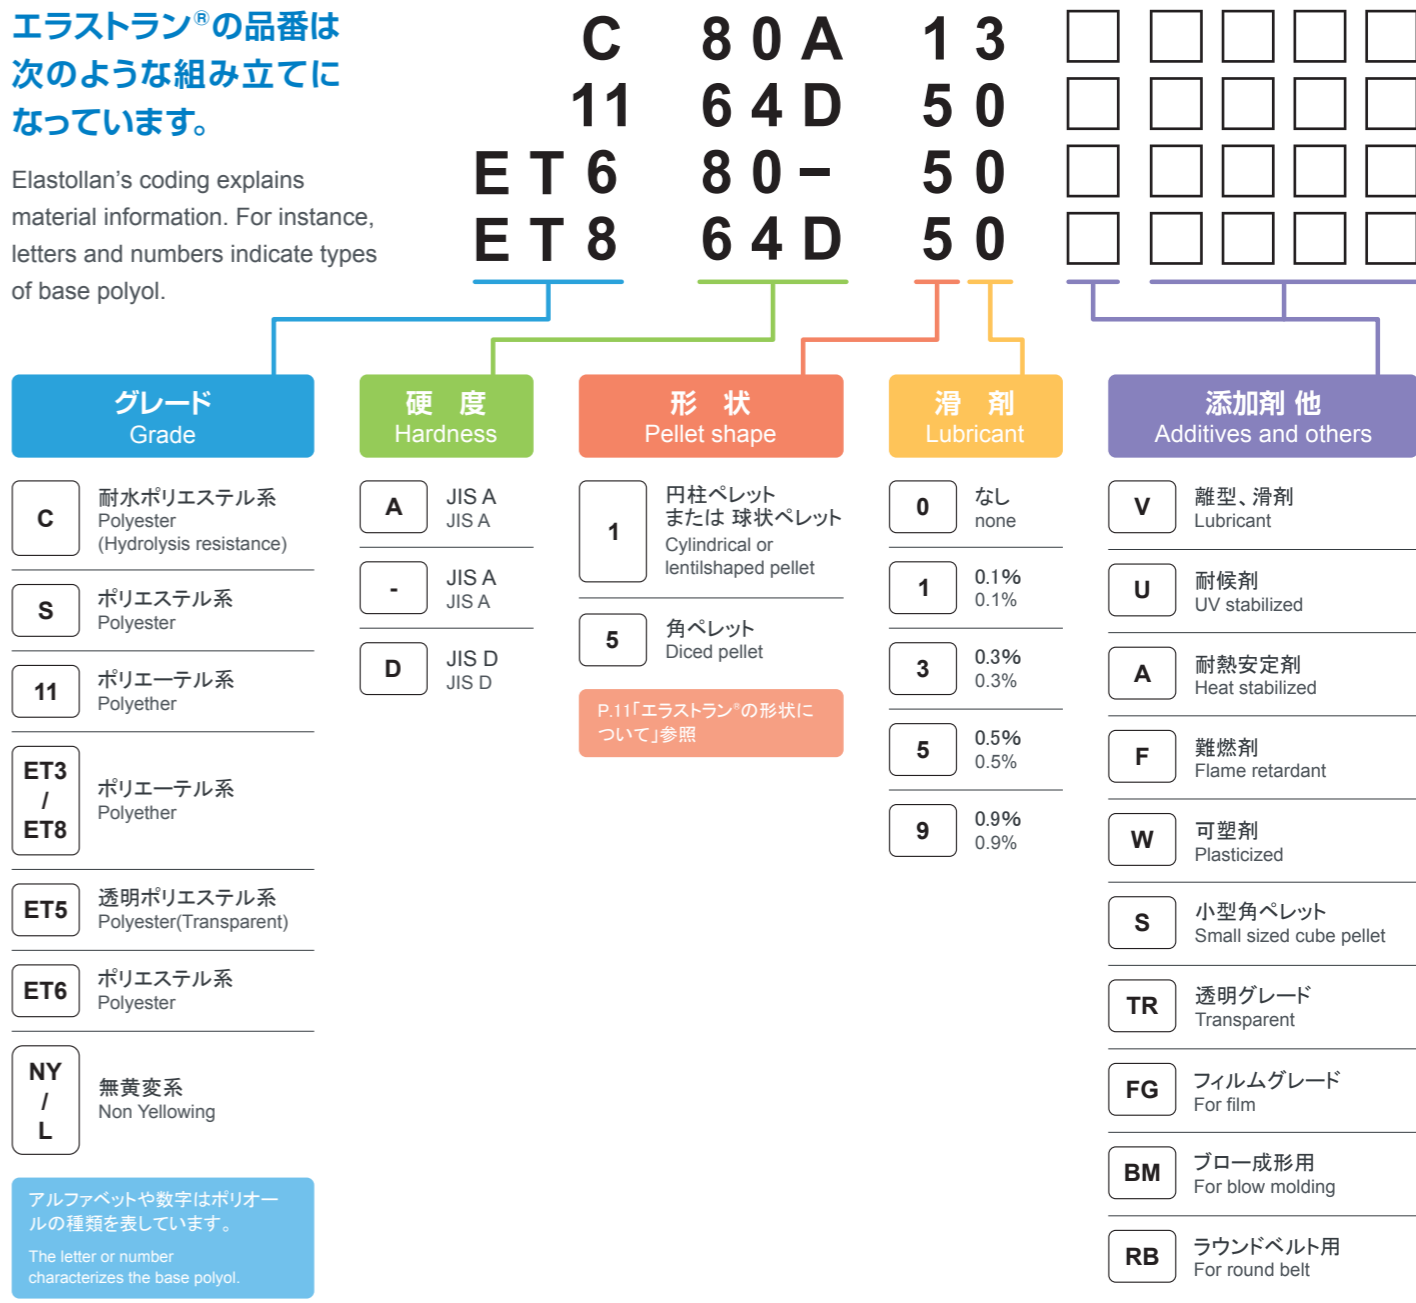 エラストラン®の品番は
次のような組み立てに
なっています。
Elastollan's coding explains
material information. For instance,
letters and numbers indicate types
of base polyol.
C 80A 13
11 64D 50
ET6 80- 50
ET8 64D 50
グレード
Grade
C
耐水ポリエステル系
Polyester
(Hydrolysis resistance)
S
ポリエステル系
Polyester
11
ポリエーテル系
Polyether
ET3
/
ET8
ポリエーテル系
Polyether
ET5
透明ポリエステル系
Polyester(Transparent)
ET6
ポリエステル系
Polyester
NY
/
L
無黄変系
Non Yellowing
アルファベットや数字はポリオー
ルの種類を表しています。
The letter or number
characterizes the base polyol.
硬 度
Hardness
A
JIS A
JIS A
-
JIS A
JIS A
D
JIS D
JIS D
形 状
Pellet shape
1
円柱ペレット
または 球状ペレット
Cylindrical or
lentilshaped pellet
5
角ペレット
Diced pellet
P.11「エラストラン®の形状に
ついて」参照
滑 剤
Lubricant
0
なし
none
1
0.1%
0.1%
3
0.3%
0.3%
5
0.5%
0.5%
9
0.9%
0.9%
添加剤 他
Additives and others
V
離型、滑剤
Lubricant
U
耐候剤
UV stabilized
A
耐熱安定剤
Heat stabilized
F
難燃剤
Flame retardant
W
可塑剤
Plasticized
S
小型角ペレット
Small sized cube pellet
TR
透明グレード
Transparent
FG
フィルムグレード
For film
BM
ブロー成形用
For blow molding
RB
ラウンドベルト用
For round belt